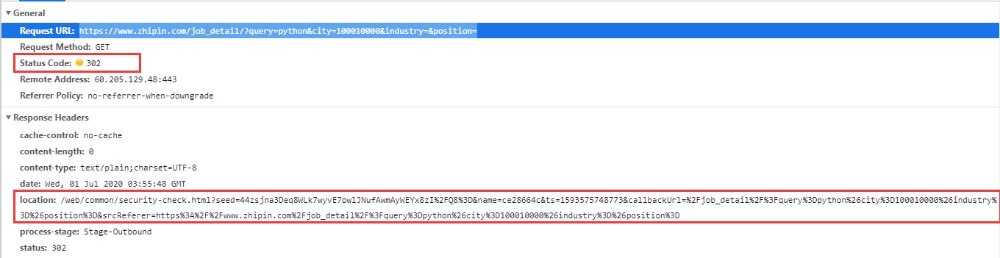 General
Request URL: https://www.zhipin.com/job_detail/?query=python&city=100010000&industry=&position=
Request Method: GET
Status Code: 302
Remote Address: 60.205.129.48:443
Referrer Policy: no-referrer-when-downgrade
Response Headers
cache-control: no-cache
content-length: 0
content-type: text/plain;charset=UTF-8
date: Wed, 01 Jul 2020 03:55:48 GMT
location: /web/common/security-check.html?seed=44zsjna3Deq8WLk7wyvE7owlJNufAwmAyWEYx8zI%2FQ8%3D&name=ce28664c&ts=1593575748773&callbackUrl=%2Fjob_detail%2F%3Fquery%3Dpython%26city%3D100010000%26industry%
3D%26position%3D&srcReferer=https%3A%2F%2Fwww.zhipin.com%2Fjob_detail%2F%3Fquery%3Dpython%26city%3D100010000%26industry%3D%26position%3D
process-stage: Stage-Outbound
status: 302